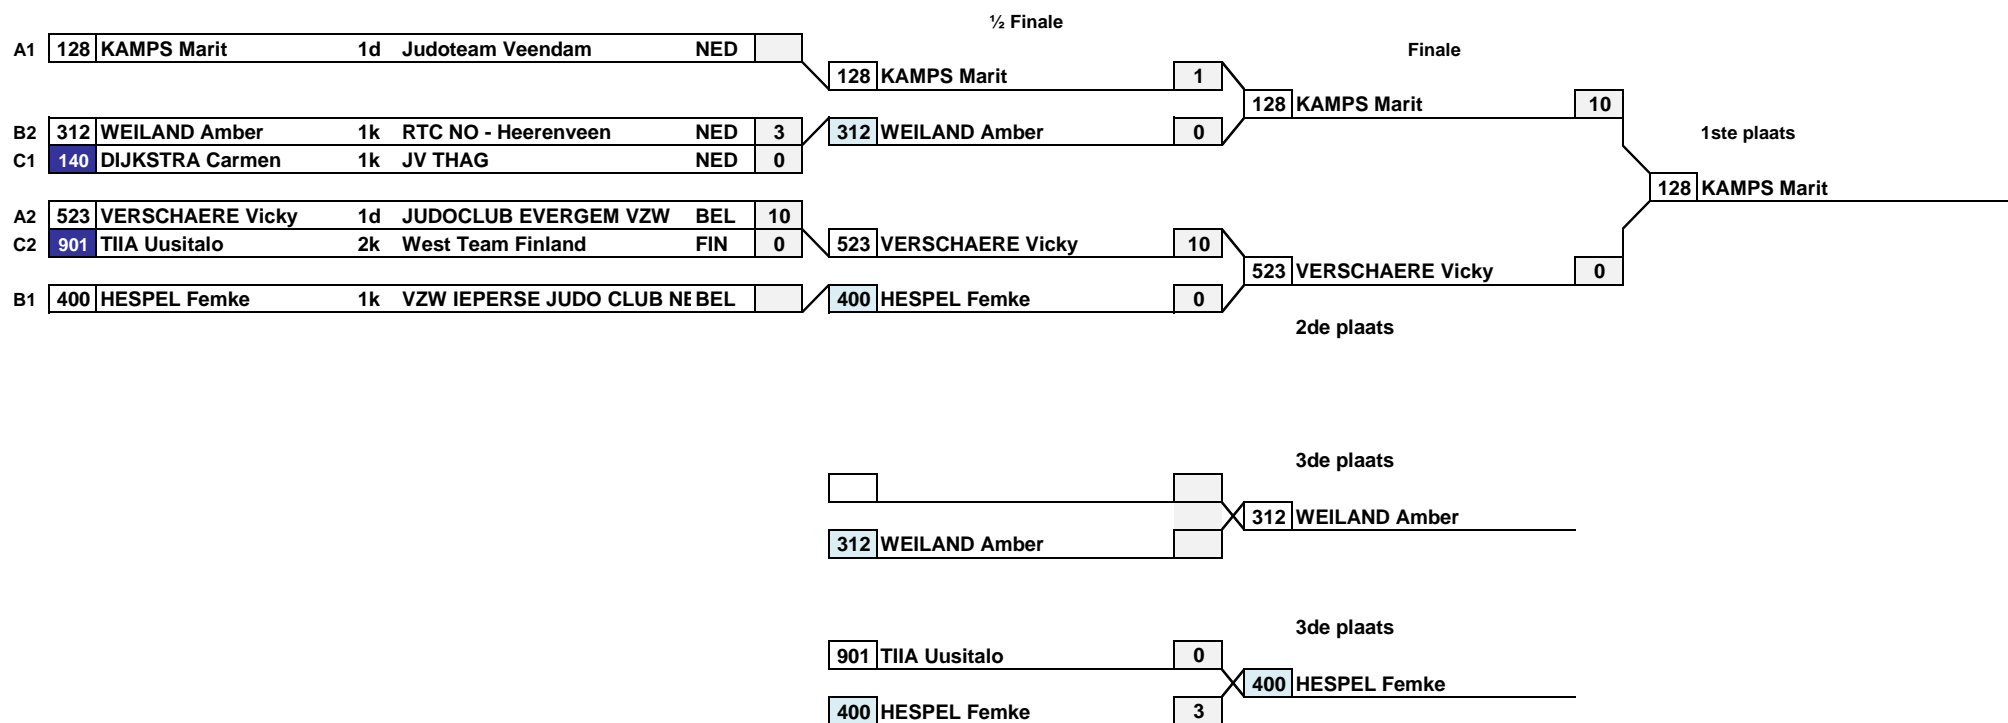 ½ Finale
A1 128 KAMPS Marit 1d Judoteam Veendam NED
Finale
128 KAMPS Marit 1
128 KAMPS Marit 10
B2 312 WEILAND Amber 1k RTC NO - Heerenveen NED 3
312 WEILAND Amber 0
1ste plaats
C1 140 DIJKSTRA Carmen 1k JV THAG NED 0
128 KAMPS Marit
A2 523 VERSCHAERE Vicky 1d JUDOCLUB EVERGEM VZW BEL 10
C2 901 TIIA Uusitalo 2k West Team Finland FIN 0
523 VERSCHAERE Vicky 10
523 VERSCHAERE Vicky 0
B1 400 HESPEL Femke 1k VZW IEPERSE JUDO CLUB NE BEL
400 HESPEL Femke 0
2de plaats
3de plaats
312 WEILAND Amber
312 WEILAND Amber
3de plaats
901 TIIA Uusitalo 0
400 HESPEL Femke
400 HESPEL Femke 3